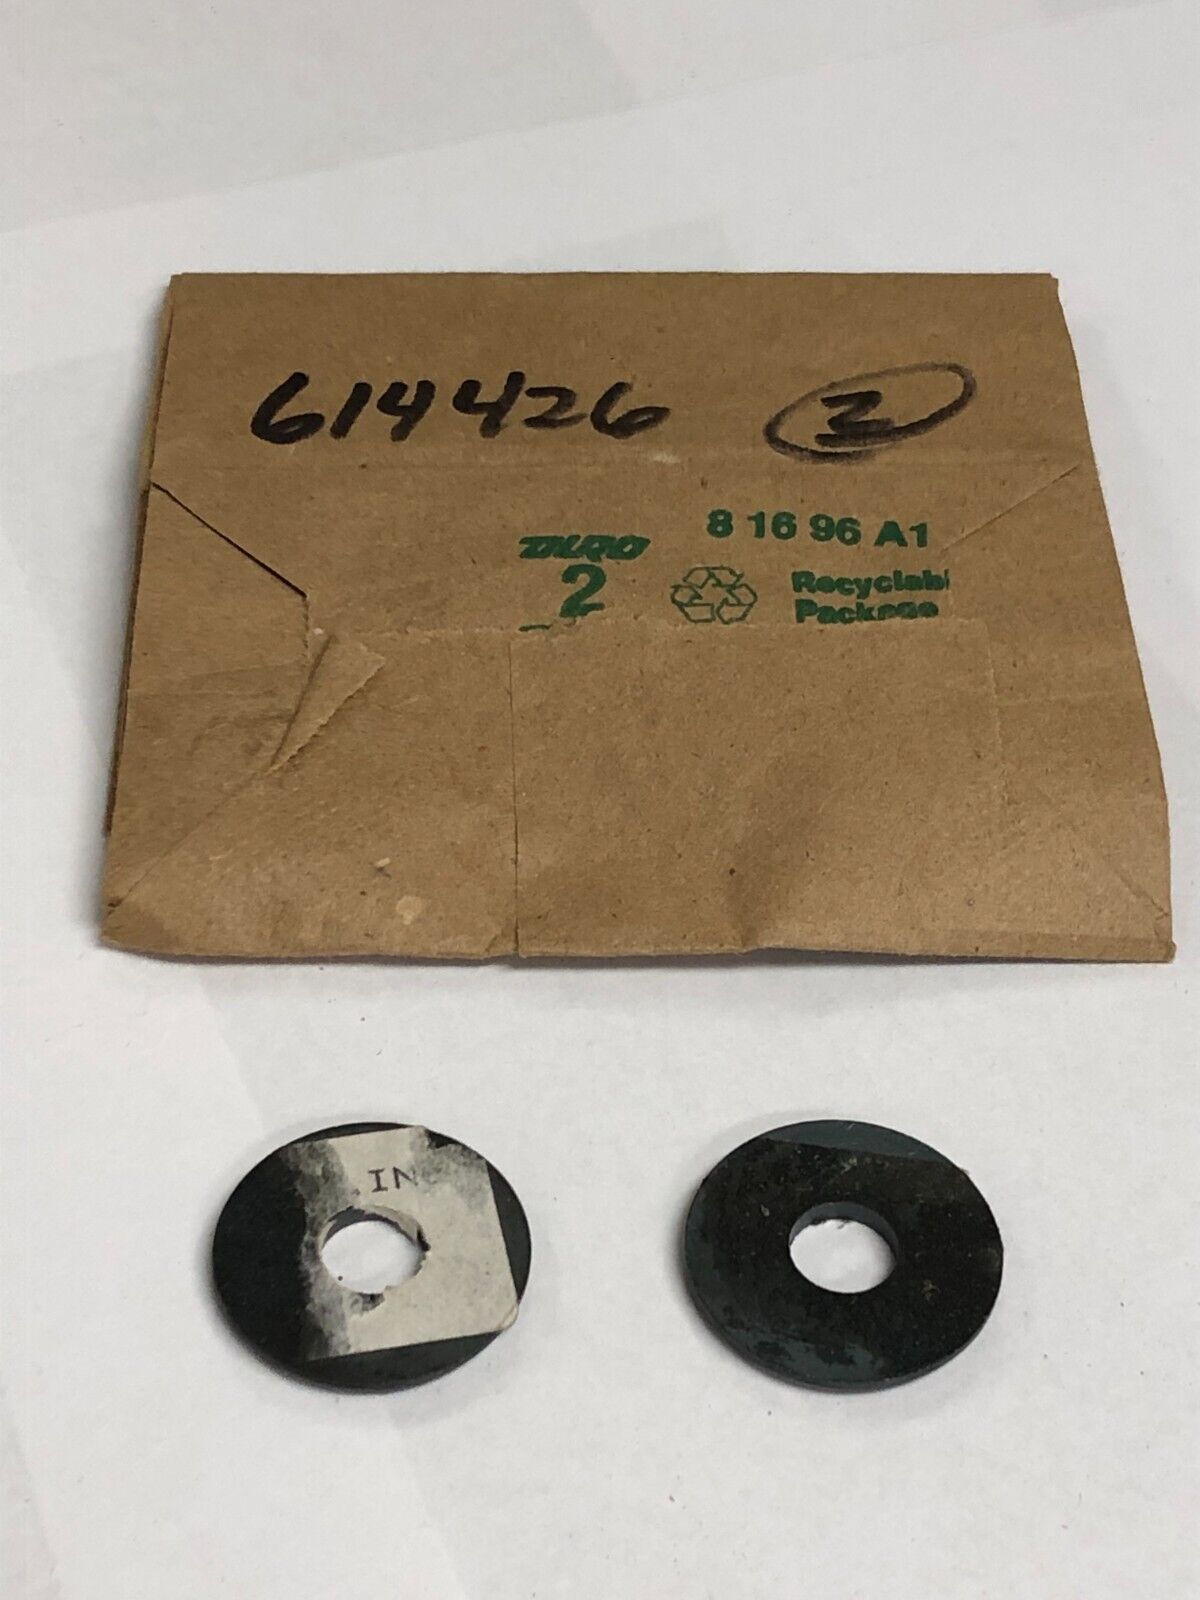 614426 2
8 16 96 A1
DURO
2
Recyclabl
Package
IN